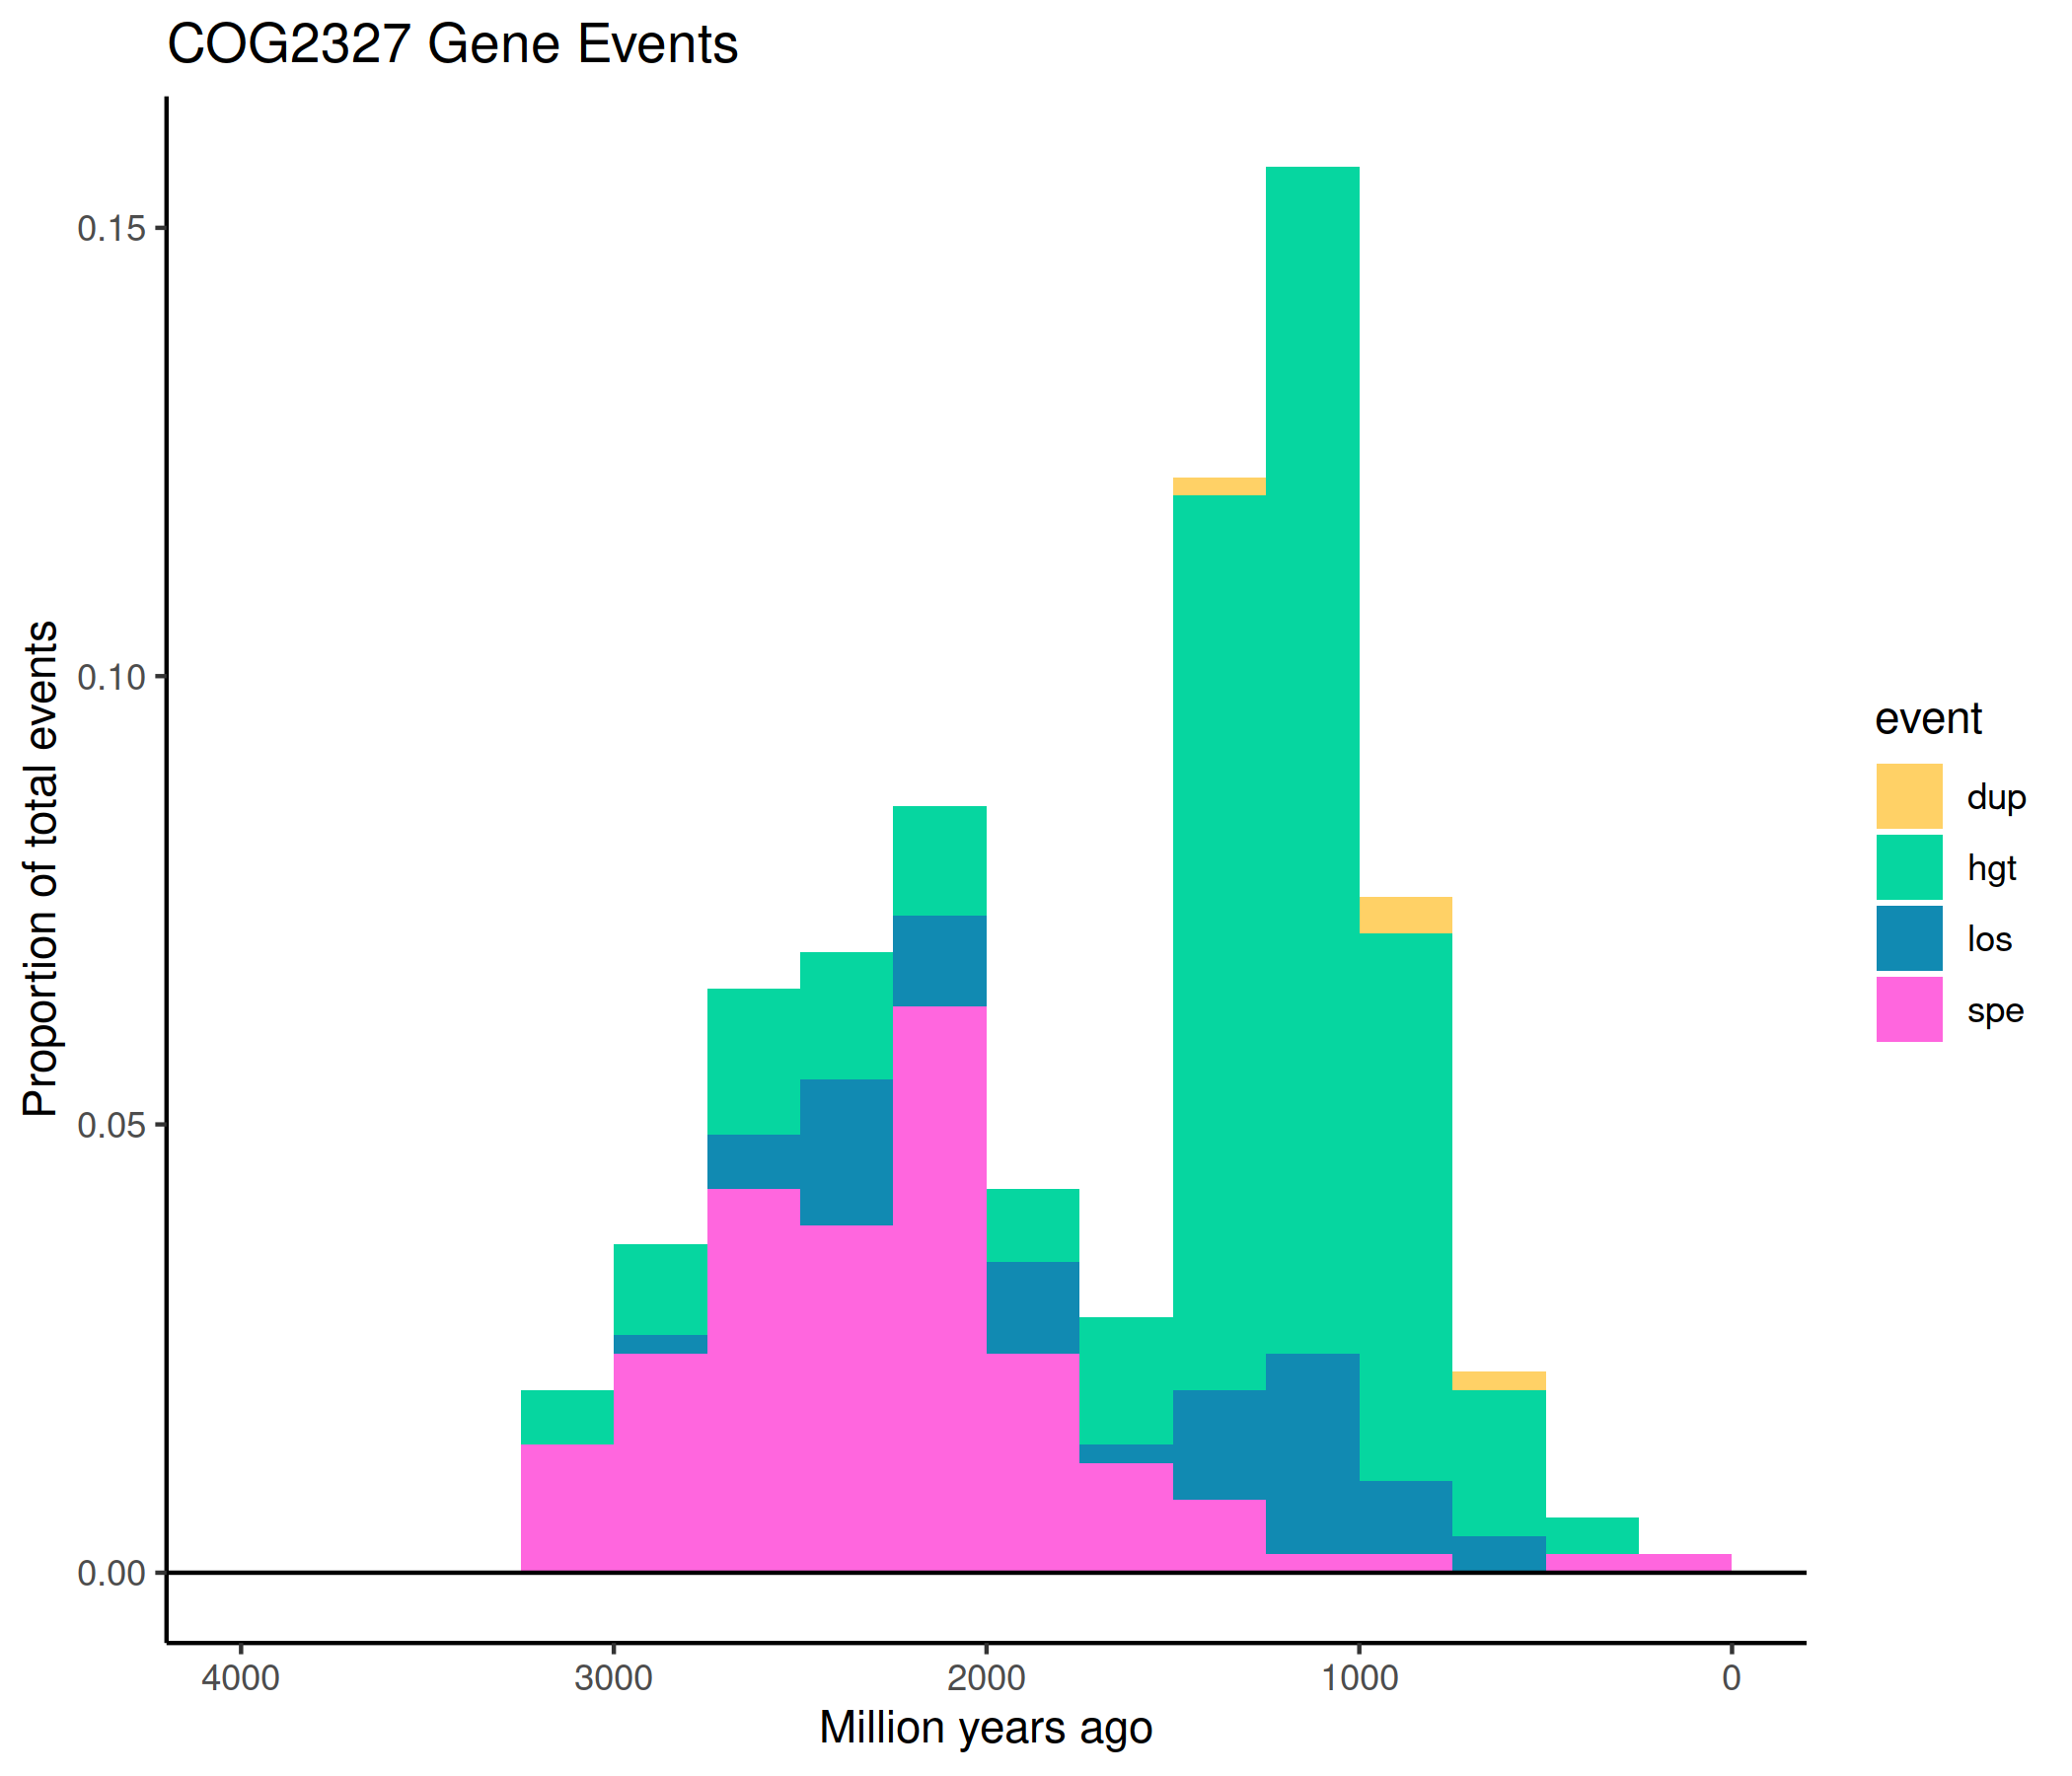 COG2327 Gene Events
Proportion of total events
0.15
0.10
0.05
0.00
4000 3000 2000 1000 0
Million years ago
event
dup
hgt
los
spe